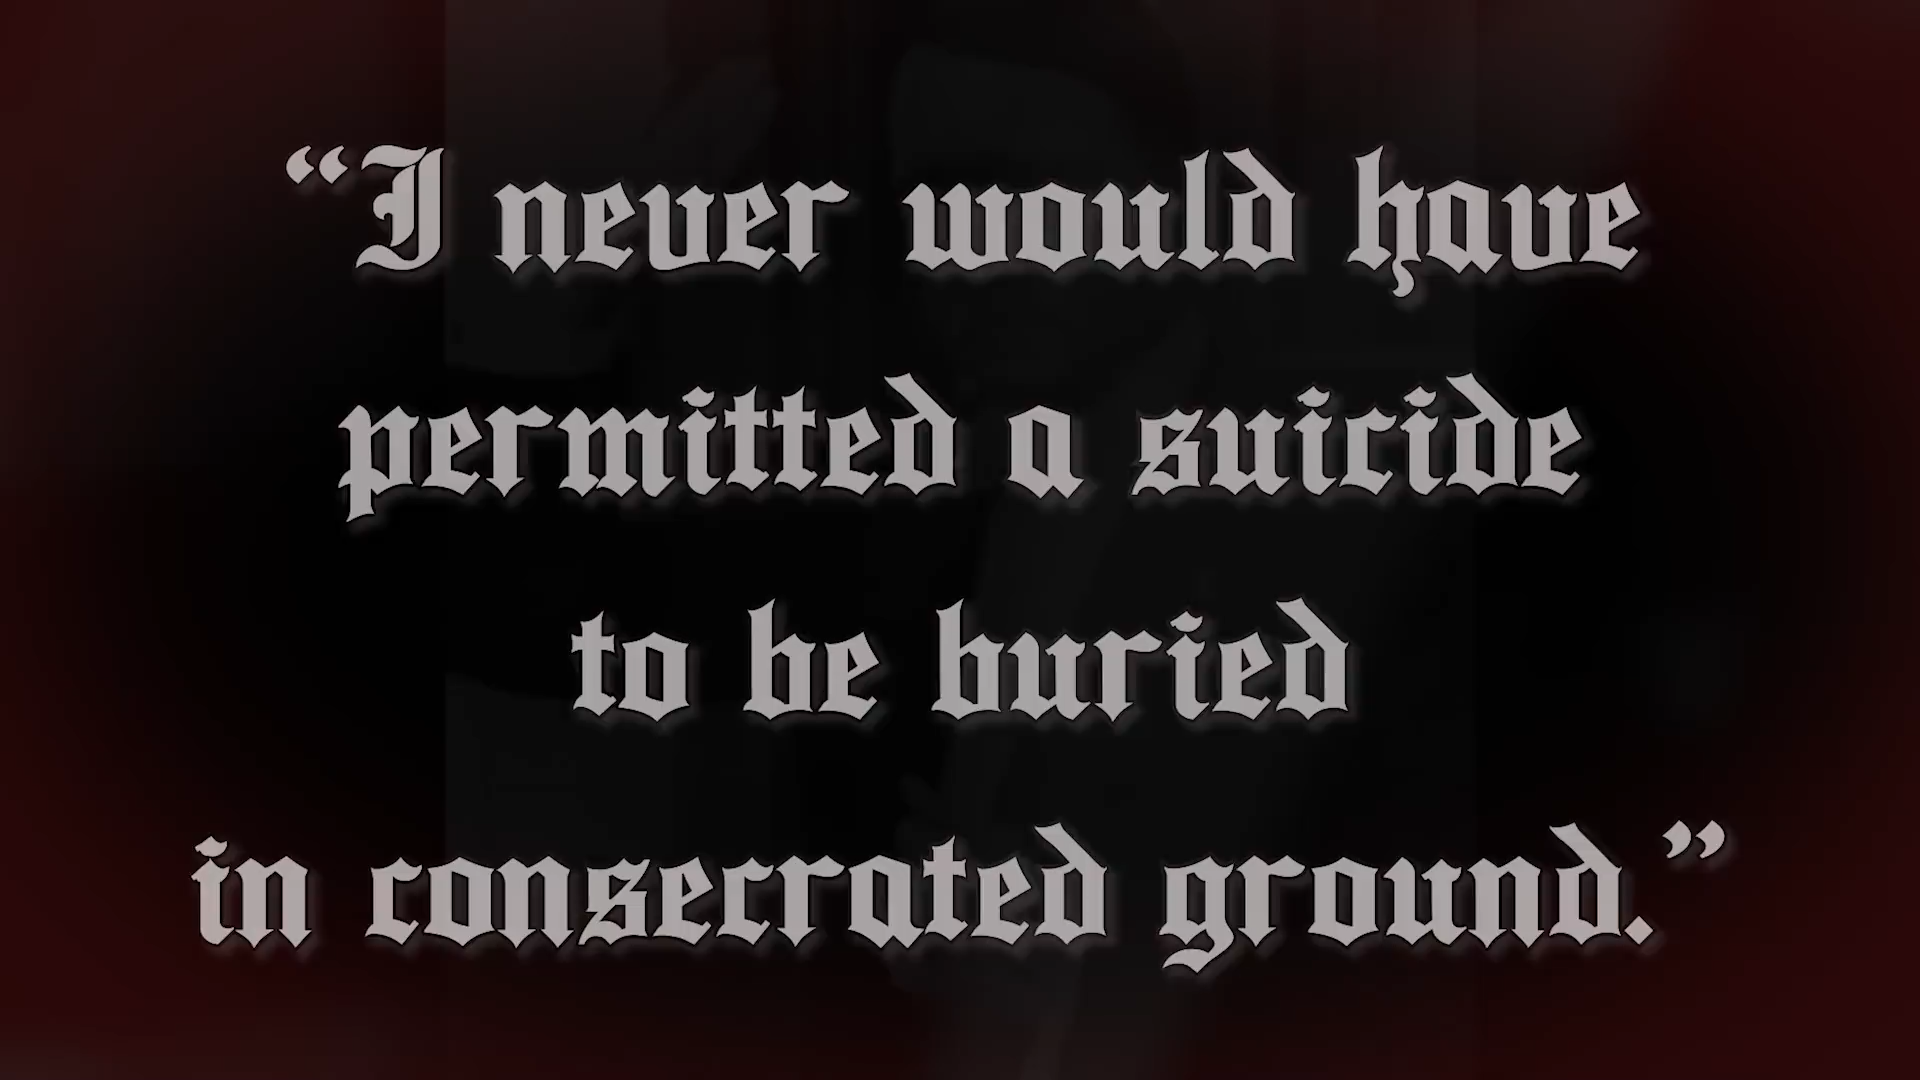 “I never would have
permitted a suicide
to be buried
in consecrated ground.”